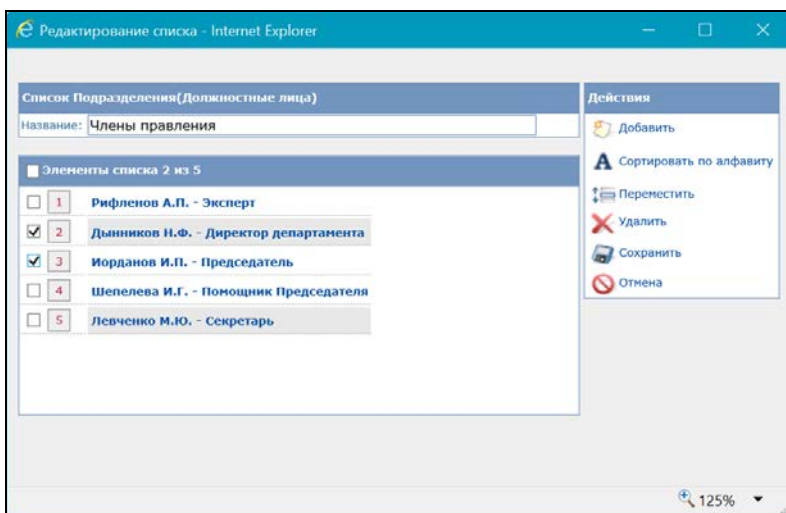 Редактирование списка - Internet Explorer
Список Подразделения(Должностные лица)
Название: Члены правления
Элементы списка 2 из 5
1 Рифленов А.П. - Эксперт
2 Дынников Н.Ф. - Директор департамента
3 Иорданов И.П. - Председатель
4 Шепелева И.Г. - Помощник Председателя
5 Левченко М.Ю. - Секретарь
Действия
Добавить
Сортировать по алфавиту
Переместить
Удалить
Сохранить
Отмена
125%